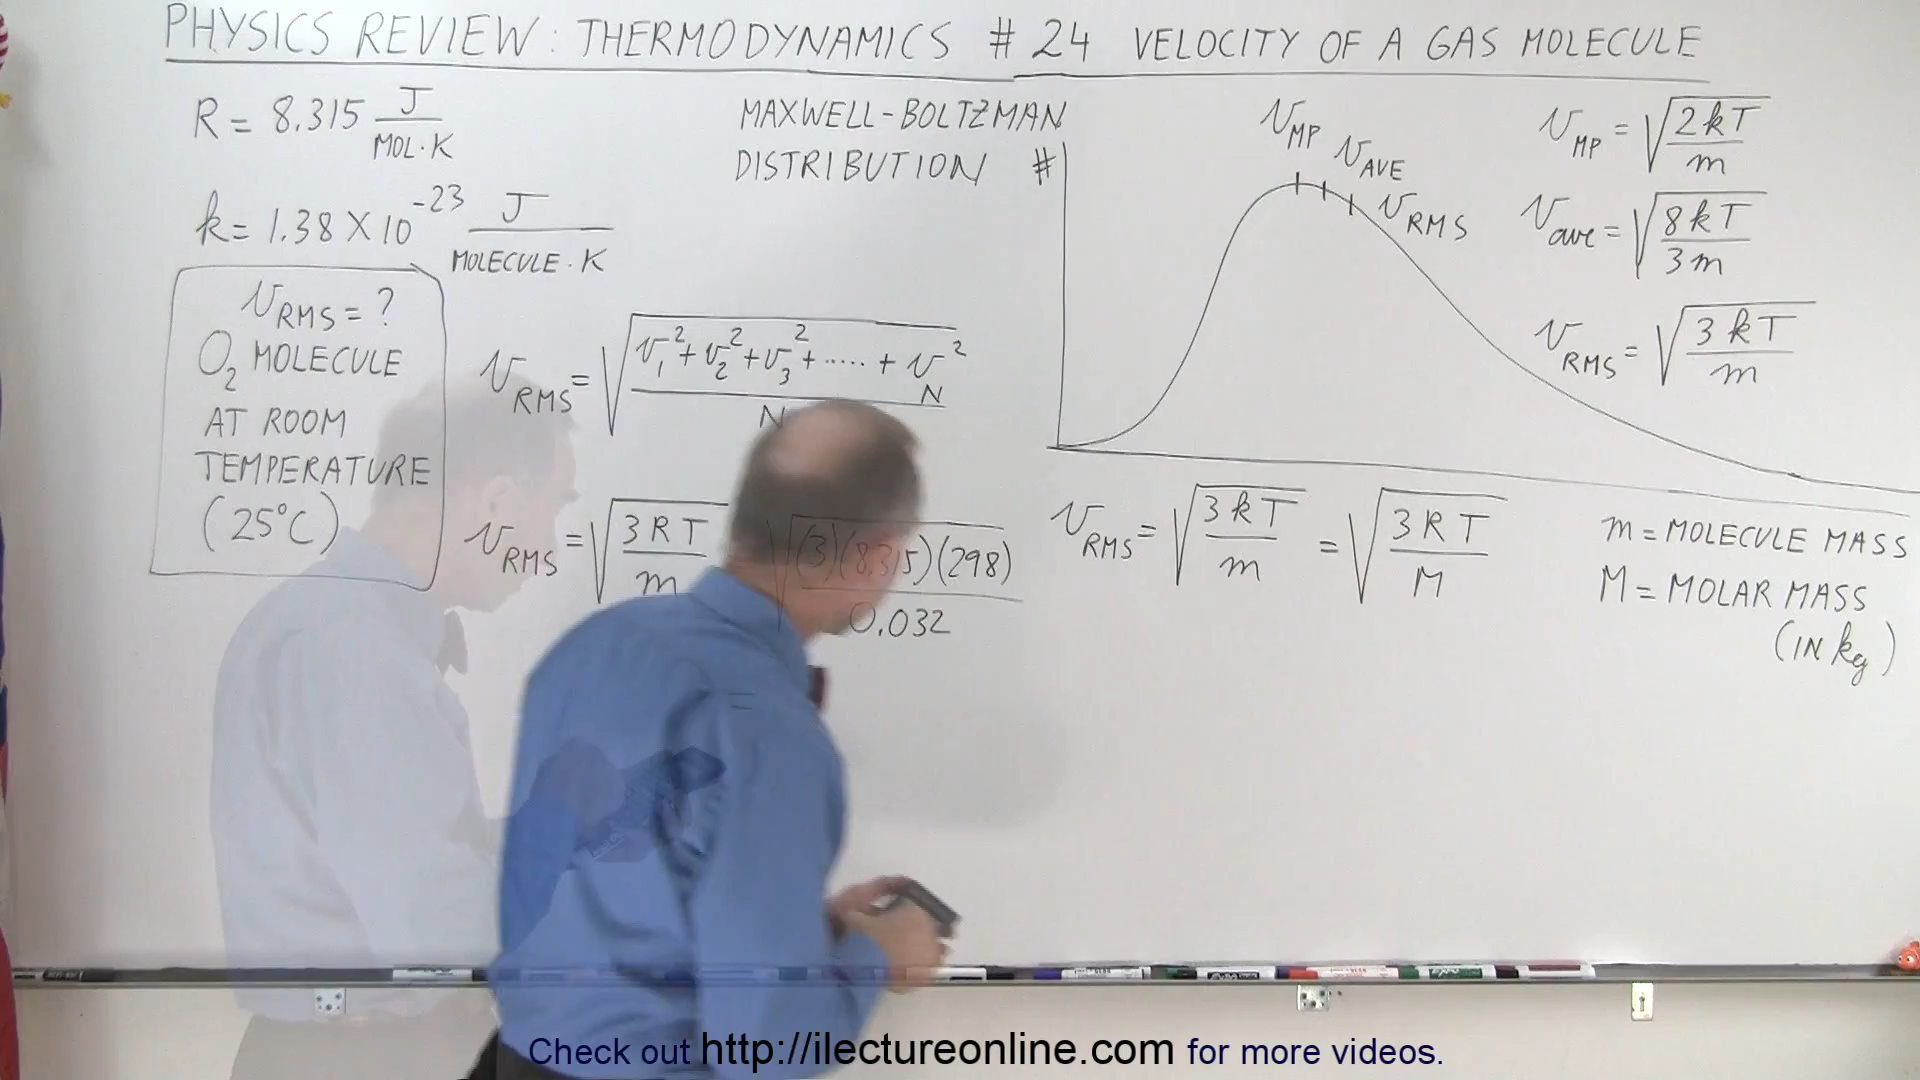 PHYSICS REVIEW: THERMODYNAMICS # 24 VELOCITY OF A GAS MOLECULE
R = 8.315 J / MOL·K
k = 1.38 X 10^-23 J / MOLECULE·K
V_RMS = ?
O2 MOLECULE
AT ROOM
TEMPERATURE
(25°C)
MAXWELL-BOLTZMAN
DISTRIBUTION #
V_RMS = √((v1^2 + v2^2 + v3^2 + ..... + v_N^2) / N)
V_RMS = √(3RT / m)
√((3)(8.315)(298) / 0.032)
=
V_MP
V_AVE
V_RMS
V_MP = √(2kT / m)
V_ave = √(8kT / 3m)
V_RMS = √(3kT / m)
V_RMS = √(3kT / m) = √(3RT / M)
m = MOLECULE MASS
M = MOLAR MASS
(IN kg)
Check out http://ilectureonline.com for more videos.